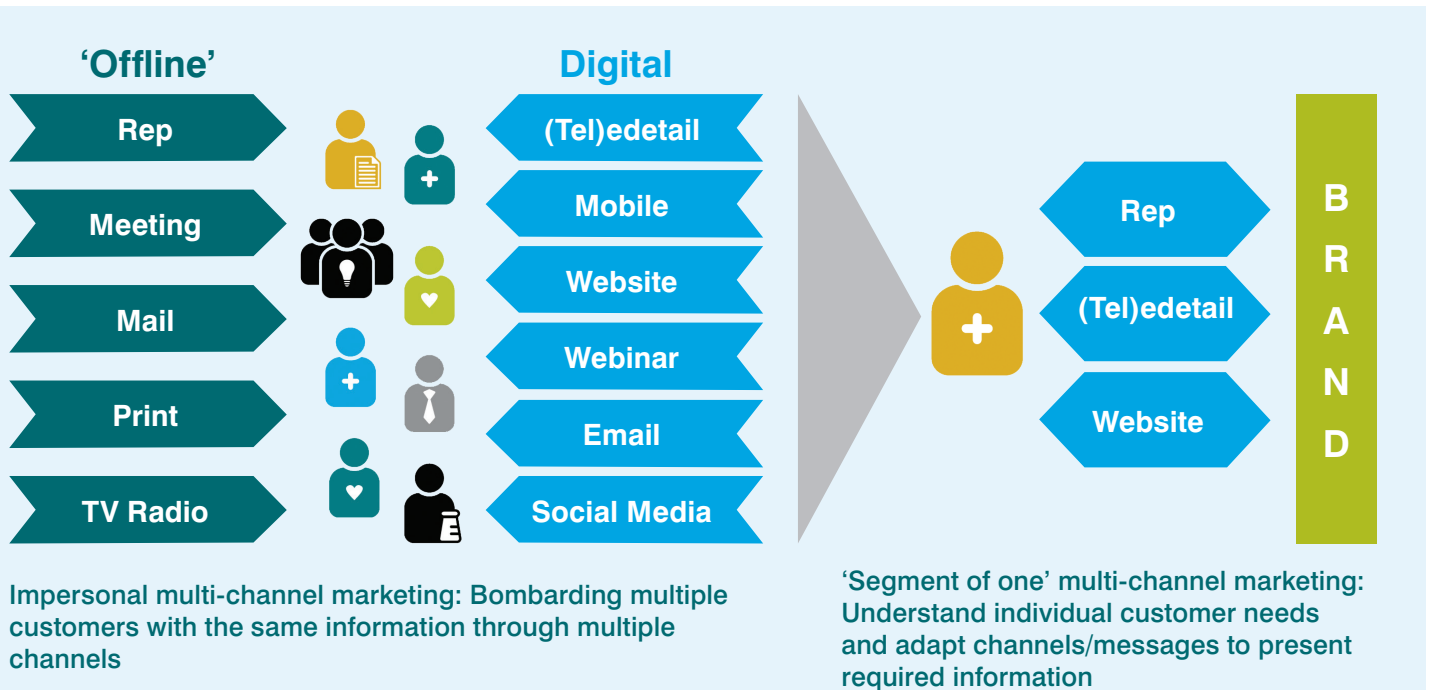 ‘Offline’
Rep
Meeting
Mail
Print
TV Radio
Digital
(Tel)edetail
Mobile
Website
Webinar
Email
Social Media
Impersonal multi-channel marketing: Bombarding multiple
customers with the same information through multiple
channels
Rep
(Tel)edetail
Website
B
R
A
N
D
‘Segment of one’ multi-channel marketing:
Understand individual customer needs
and adapt channels/messages to present
required information